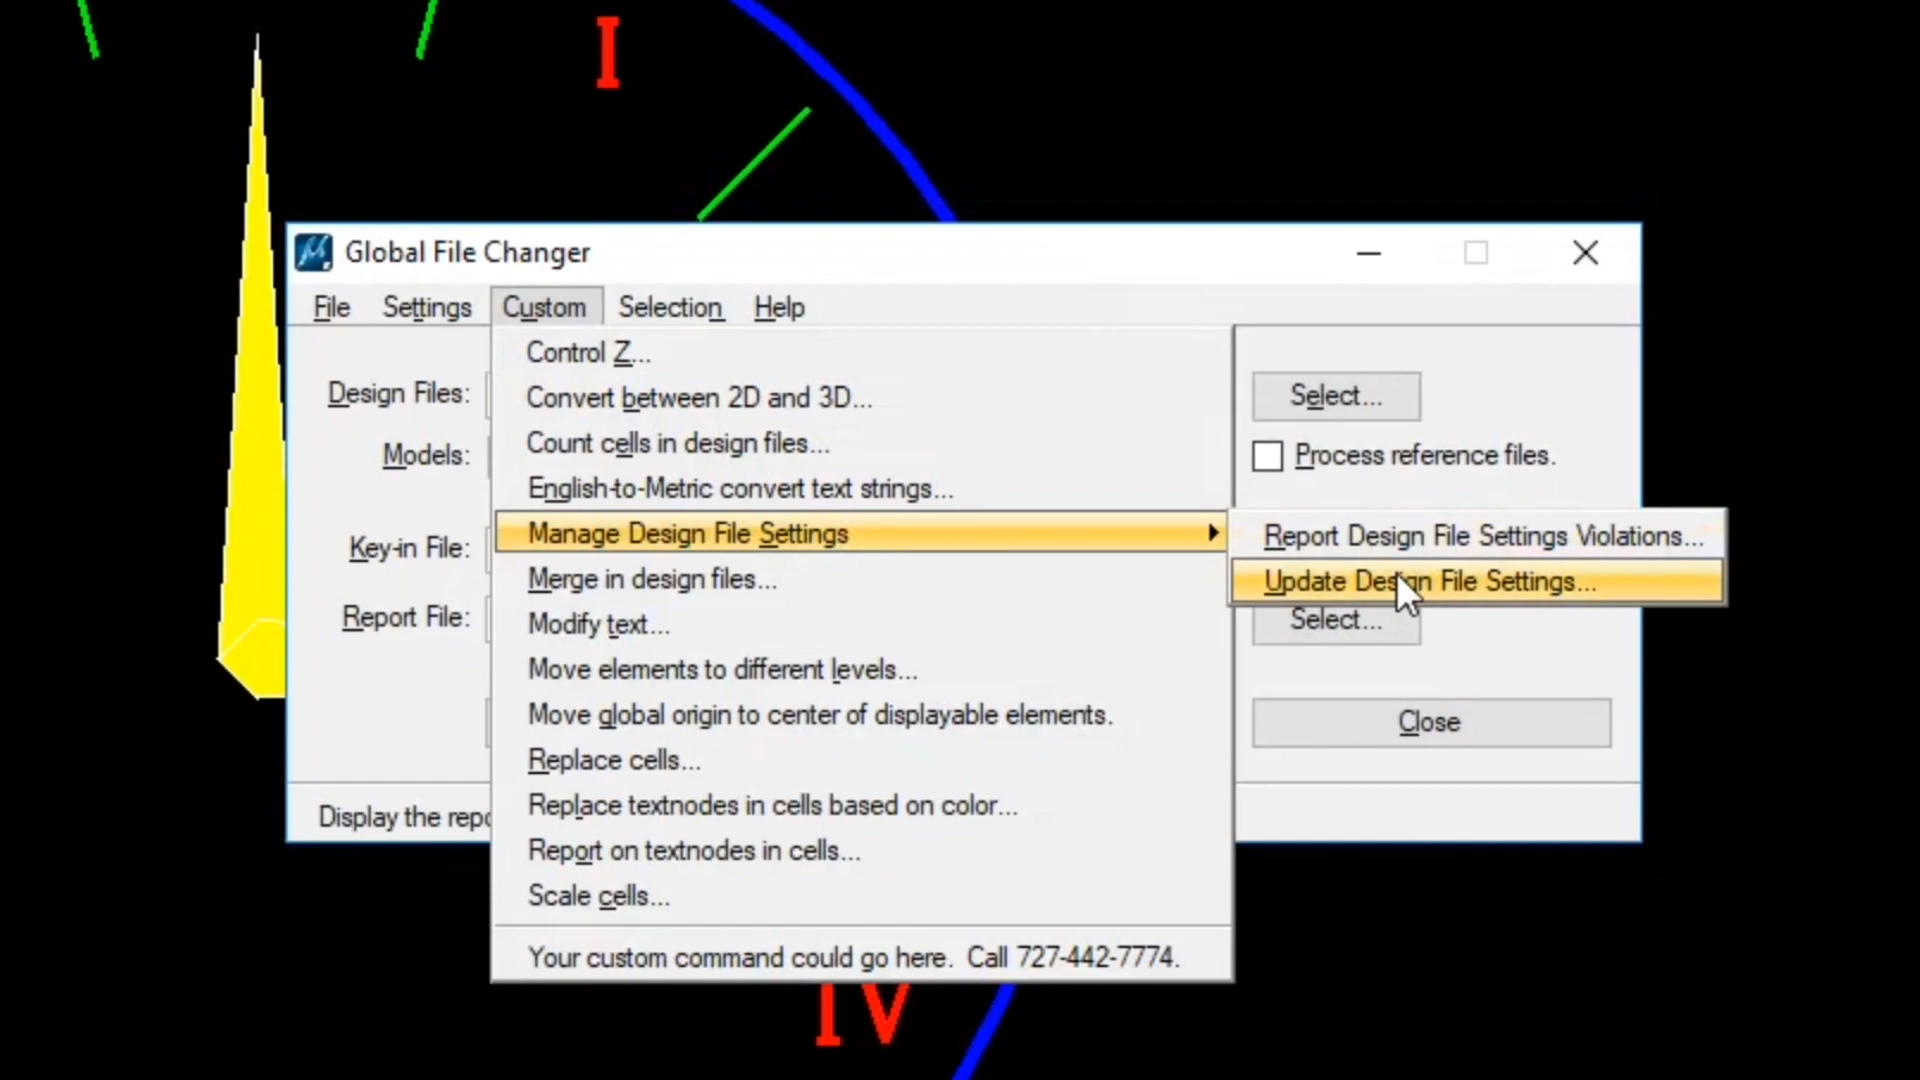 I
Global File Changer
File Settings Custom Selection Help
Control Z...
Design Files:
Convert between 2D and 3D...
Select...
Count cells in design files...
Models:
Process reference files.
English-to-Metric convert text strings...
Manage Design File Settings
Report Design File Settings Violations...
Key-in File:
Merge in design files...
Update Design File Settings...
Report File:
Modify text...
Select...
Move elements to different levels...
Move global origin to center of displayable elements.
Close
Replace cells...
Replace textnodes in cells based on color...
Display the repo
Report on textnodes in cells...
Scale cells...
Your custom command could go here. Call 727-442-7774.
IV